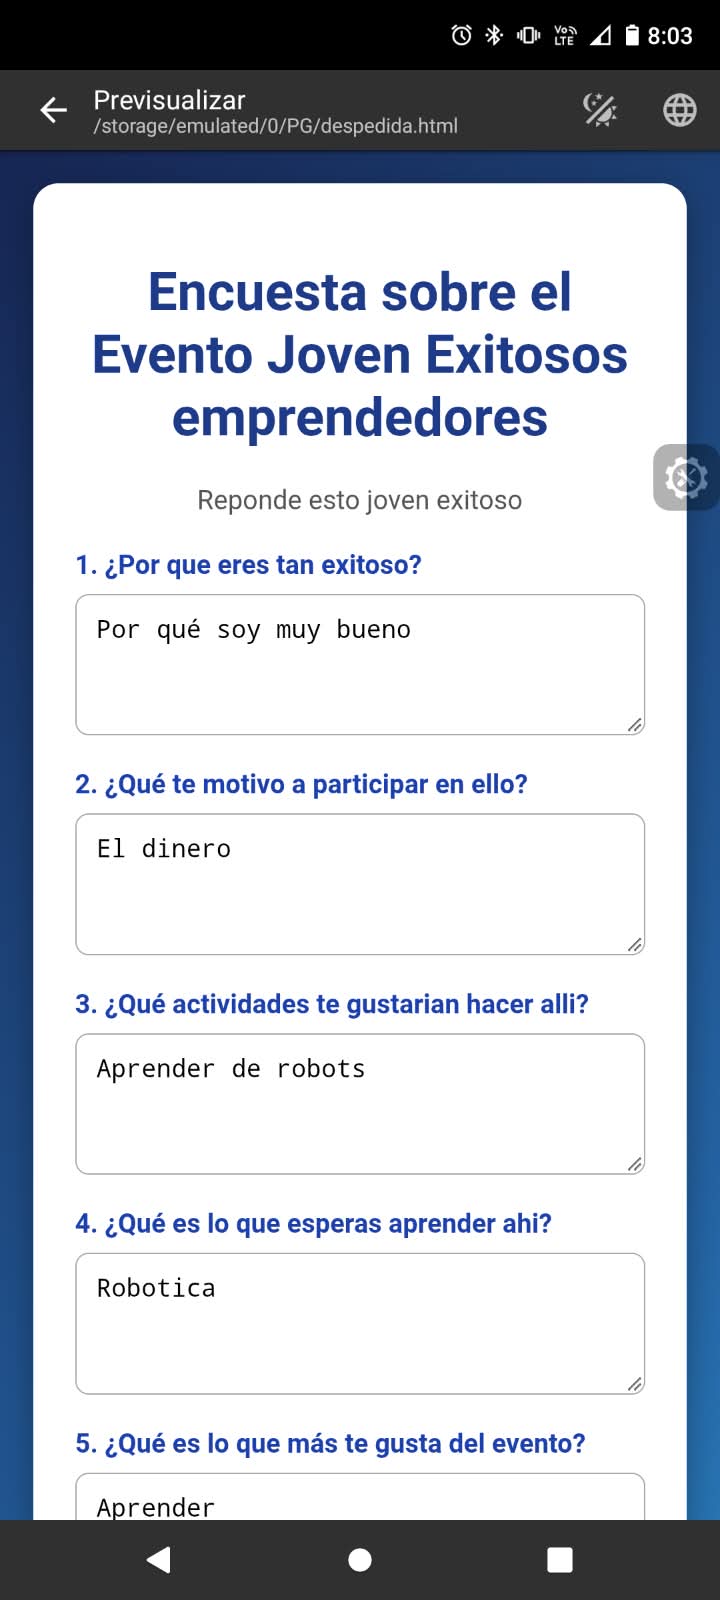 8:03
Vo LTE
Previsualizar
/storage/emulated/0/PG/despedida.html
Encuesta sobre el
Evento Joven Exitosos
emprendedores
Reponde esto joven exitoso
1. ¿Por que eres tan exitoso?
Por qué soy muy bueno
2. ¿Qué te motivo a participar en ello?
El dinero
3. ¿Qué actividades te gustarian hacer alli?
Aprender de robots
4. ¿Qué es lo que esperas aprender ahi?
Robotica
5. ¿Qué es lo que más te gusta del evento?
Aprender